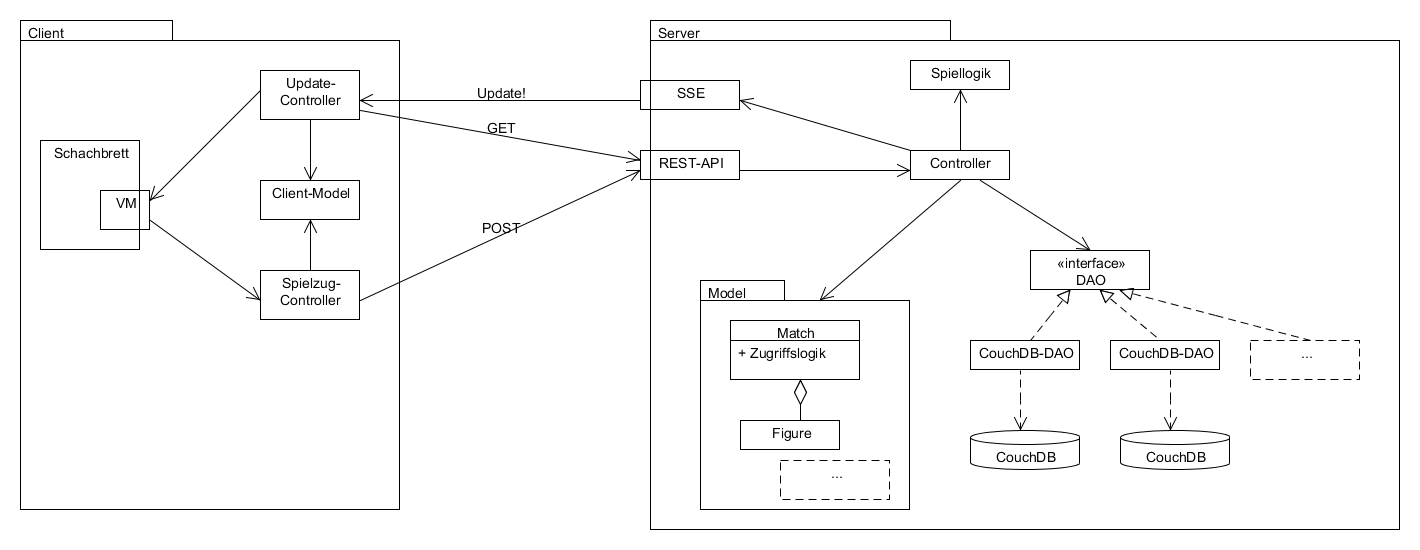 Client
Update-
Controller
Schachbrett
VM
Client-Model
Spielzug-
Controller
Update!
GET
POST
Server
SSE
REST-API
Spiellogik
Controller
«interface»
DAO
Model
Match
+ Zugriffslogik
Figure
...
CouchDB-DAO
CouchDB-DAO
...
CouchDB
CouchDB